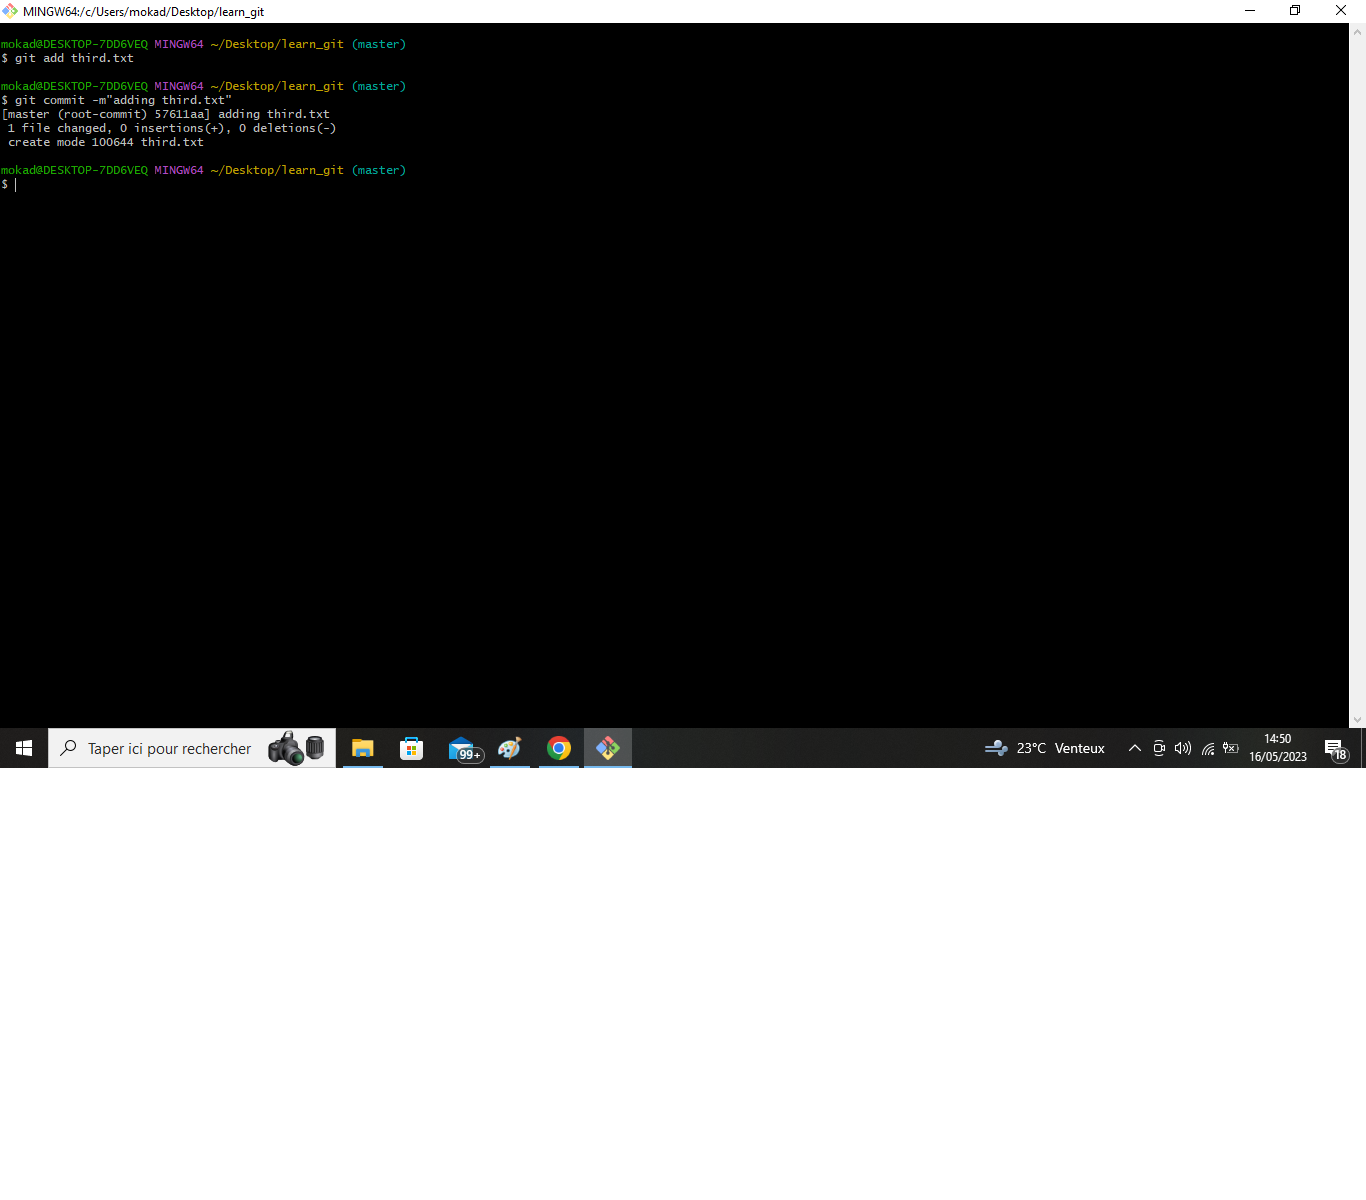 MINGW64:/c/Users/mokad/Desktop/learn_git
mokad@DESKTOP-7DD6VEQ MINGW64 ~/Desktop/learn_git (master)
$ git add third.txt
mokad@DESKTOP-7DD6VEQ MINGW64 ~/Desktop/learn_git (master)
$ git commit -m"adding third.txt"
[master (root-commit) 57611aa] adding third.txt
 1 file changed, 0 insertions(+), 0 deletions(-)
 create mode 100644 third.txt
mokad@DESKTOP-7DD6VEQ MINGW64 ~/Desktop/learn_git (master)
$
Taper ici pour rechercher
99+
23°C Venteux
14:50
16/05/2023
18